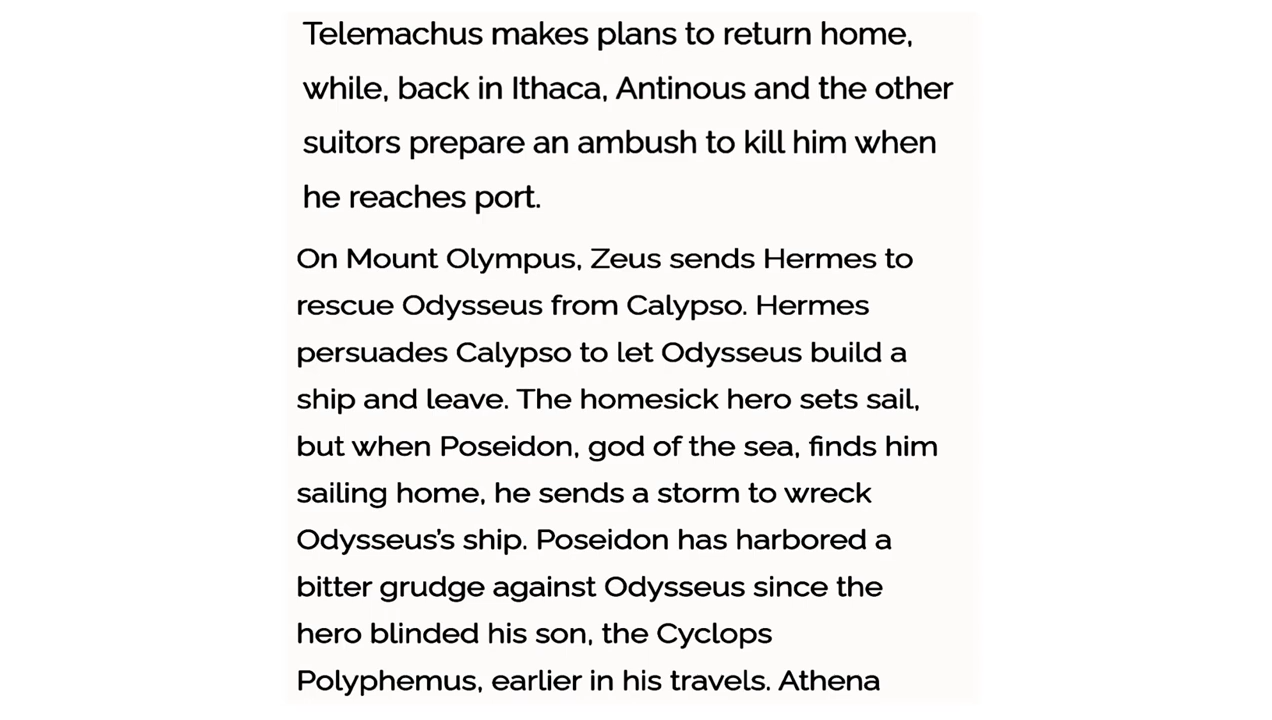 Telemachus makes plans to return home,
while, back in Ithaca, Antinous and the other
suitors prepare an ambush to kill him when
he reaches port.
On Mount Olympus, Zeus sends Hermes to
rescue Odysseus from Calypso. Hermes
persuades Calypso to let Odysseus build a
ship and leave. The homesick hero sets sail,
but when Poseidon, god of the sea, finds him
sailing home, he sends a storm to wreck
Odysseus’s ship. Poseidon has harbored a
bitter grudge against Odysseus since the
hero blinded his son, the Cyclops
Polyphemus, earlier in his travels. Athena